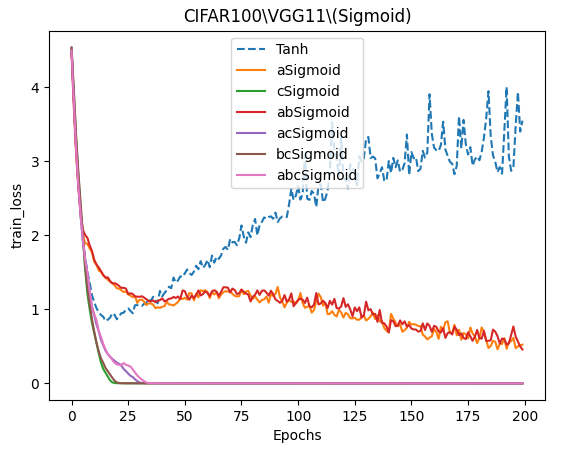 CIFAR100\VGG11\(Sigmoid)
Tanh
aSigmoid
cSigmoid
abSigmoid
acSigmoid
bcSigmoid
abcSigmoid
train_loss
4
3
2
1
0
0
25
50
75
100
125
150
175
200
Epochs